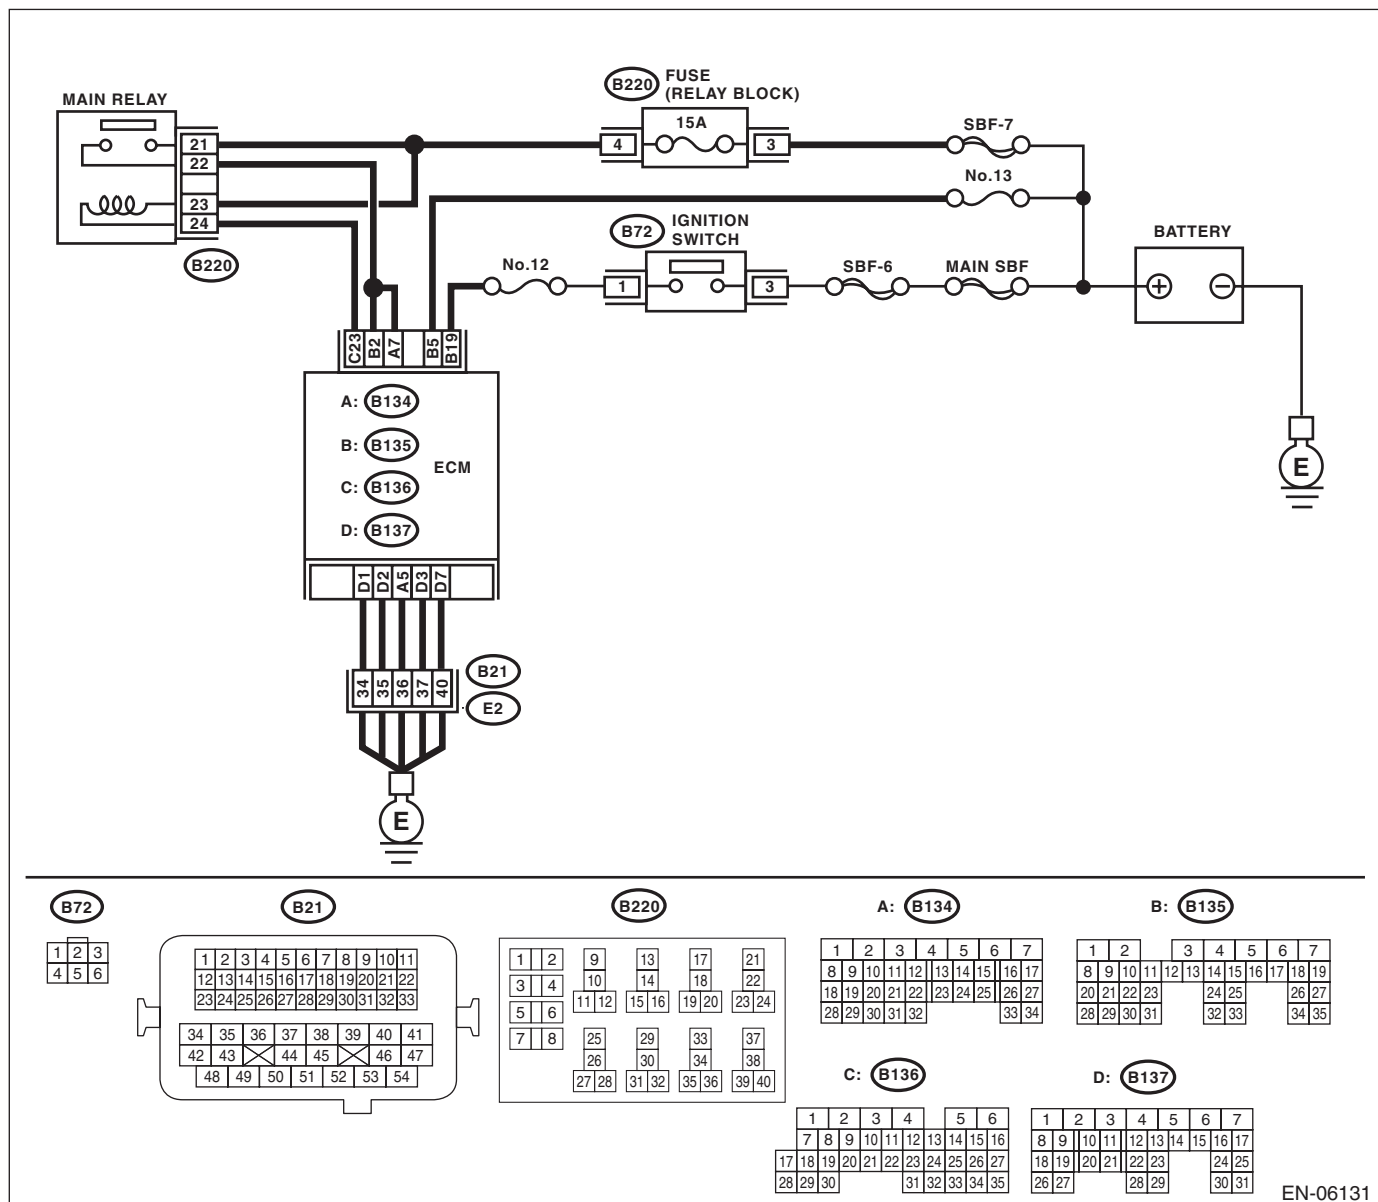 B220 FUSE
(RELAY BLOCK)
MAIN RELAY
15A
SBF-7
21
4
3
22
No.13
23
24
B72 IGNITION
SWITCH
BATTERY
B220
No.12
SBF-6
MAIN SBF
1
3
C23 B2 A7 B5 B19
A: B134
B: B135
ECM
C: B136
D: B137
E
D1 D2 A5 D3 D7
B21
34 35 36 37 40
E2
E
B72
1 2 3
4 5 6
B21
1 2 3 4 5 6 7 8 9 10 11
12 13 14 15 16 17 18 19 20 21 22
23 24 25 26 27 28 29 30 31 32 33
34 35 36 37 38 39 40 41
42 43 44 45 46 47
48 49 50 51 52 53 54
B220
1 2 9 13 17 21
3 4 10 14 18 22
5 6 11 12 15 16 19 20 23 24
7 8 25 29 33 37
26 30 34 38
27 28 31 32 35 36 39 40
A: B134
1 2 3 4 5 6 7
8 9 10 11 12 13 14 15 16 17
18 19 20 21 22 23 24 25 26 27
28 29 30 31 32 33 34
B: B135
1 2 3 4 5 6 7
8 9 10 11 12 13 14 15 16 17 18 19
20 21 22 23 24 25 26 27
28 29 30 31 32 33 34 35
C: B136
1 2 3 4 5 6
7 8 9 10 11 12 13 14 15 16
17 18 19 20 21 22 23 24 25 26 27
28 29 30 31 32 33 34 35
D: B137
1 2 3 4 5 6 7
8 9 10 11 12 13 14 15 16 17
18 19 20 21 22 23 24 25
26 27 28 29 30 31
EN-06131